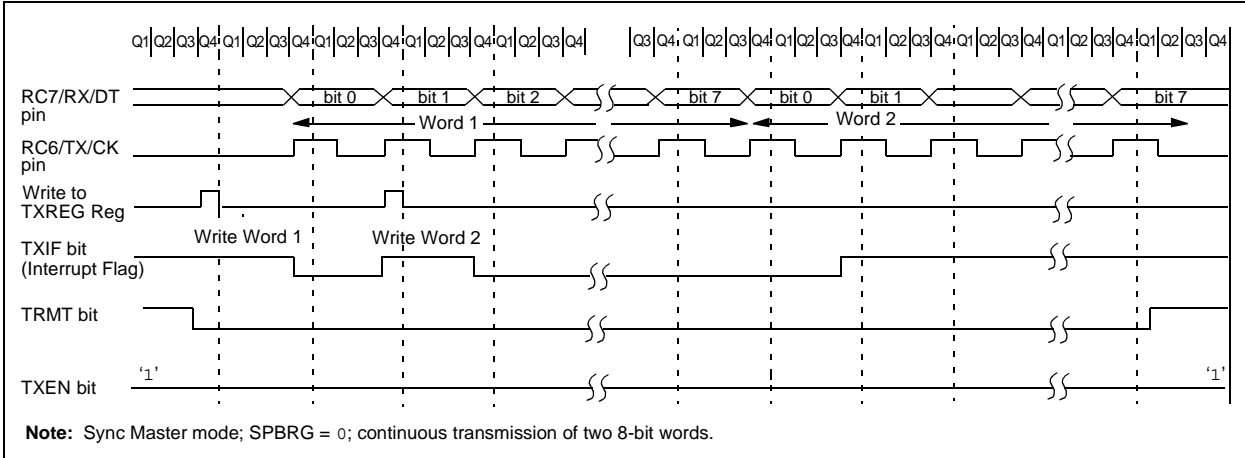 Q1 Q2 Q3 Q4 Q1 Q2 Q3 Q4 Q1 Q2 Q3 Q4 Q1 Q2 Q3 Q4 Q1 Q2 Q3 Q4 Q3 Q4 Q1 Q2 Q3 Q4 Q1 Q2 Q3 Q4 Q1 Q2 Q3 Q4 Q1 Q2 Q3 Q4 Q1 Q2 Q3 Q4 Q1 Q2 Q3 Q4
RC7/RX/DT
pin
bit 0 bit 1 bit 2 bit 7 bit 0 bit 1 bit 7
Word 1 Word 2
RC6/TX/CK
pin
Write to
TXREG Reg
Write Word 1 Write Word 2
TXIF bit
(Interrupt Flag)
TRMT bit
TXEN bit
‘1’ ‘1’
Note: Sync Master mode; SPBRG = 0; continuous transmission of two 8-bit words.